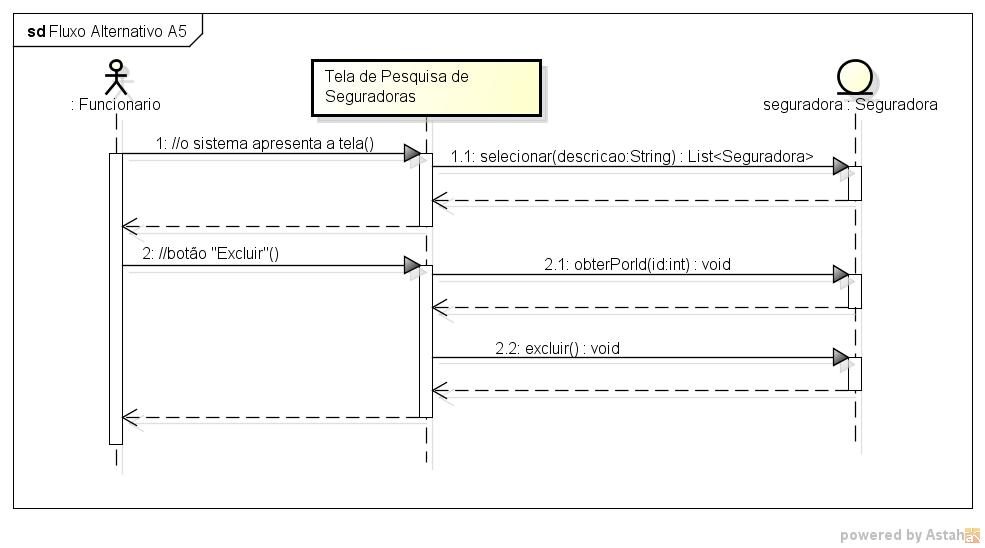 sd Fluxo Alternativo A5
: Funcionario
Tela de Pesquisa de
Seguradoras
seguradora : Seguradora
1: //o sistema apresenta a tela()
1.1: selecionar(descricao:String) : List<Seguradora>
2: //botão "Excluir"()
2.1: obterPorId(id:int) : void
2.2: excluir() : void
powered by Astah